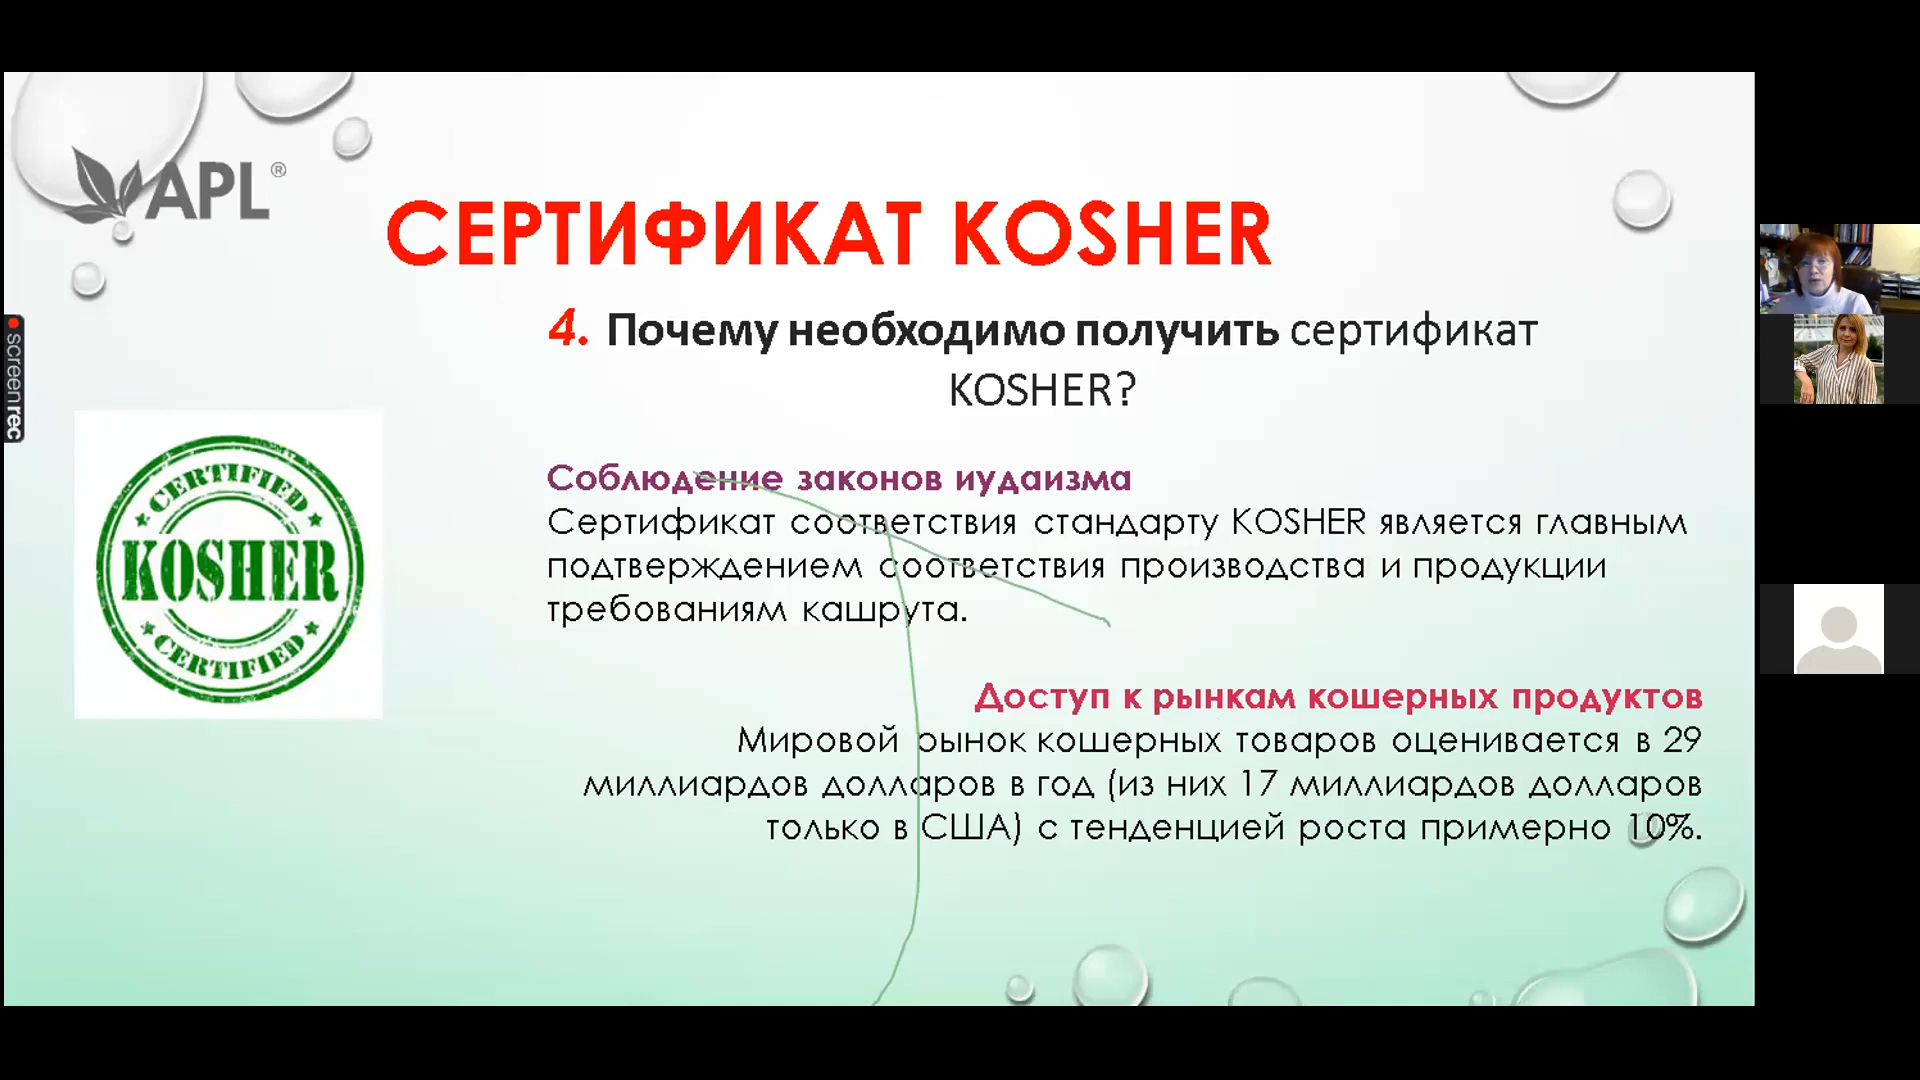 APL®
СЕРТИФИКАТ KOSHER
4. Почему необходимо получить сертификат
KOSHER?
screenrec
CERTIFIED
KOSHER
CERTIFIED
Соблюдение законов иудаизма
Сертификат соответствия стандарту KOSHER является главным
подтверждением соответствия производства и продукции
требованиям кашрута.
Доступ к рынкам кошерных продуктов
Мировой рынок кошерных товаров оценивается в 29
миллиардов долларов в год (из них 17 миллиардов долларов
только в США) с тенденцией роста примерно 10%.